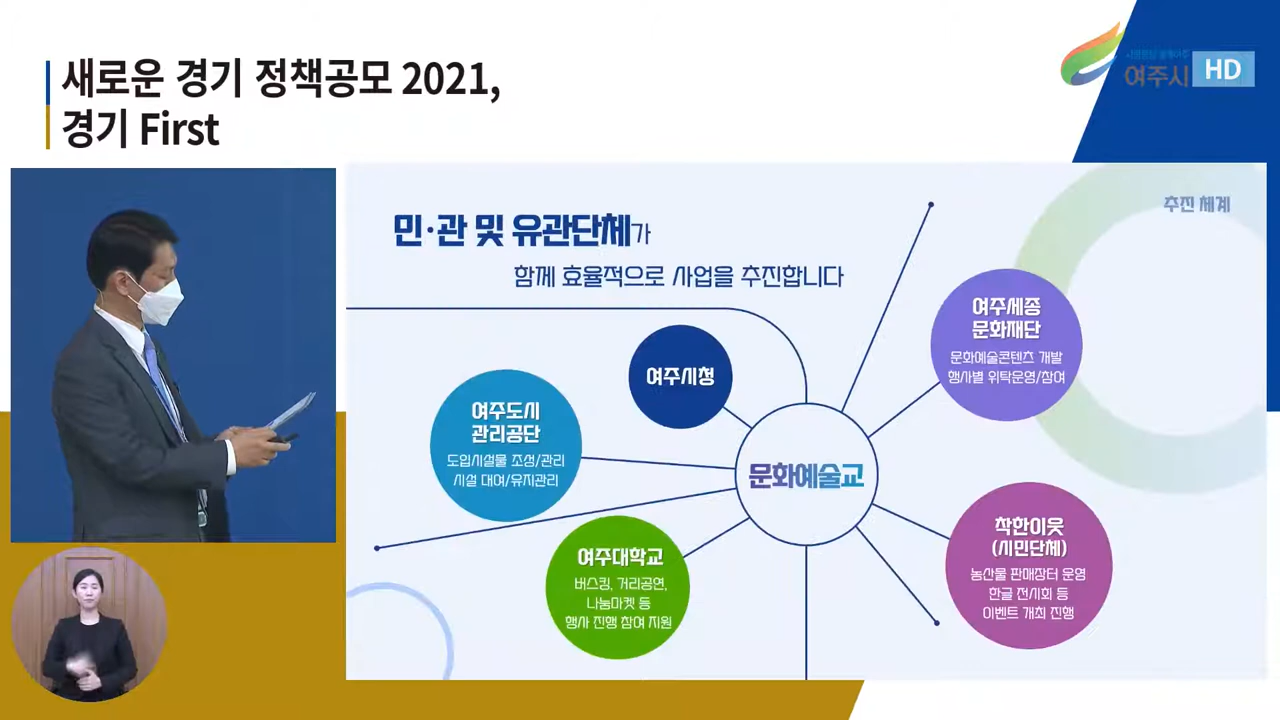 새로운 경기 정책공모 2021,
경기 First
여주시
HD
추진 체계
민·관 및 유관단체가
함께 효율적으로 사업을 추진합니다
여주시청
여주세종
문화재단
문화예술콘텐츠 개발
행사별 위탁운영/참여
여주도시
관리공단
도입시설물 조성/관리
시설 대여/유지관리
문화예술교
여주대학교
버스킹, 거리공연,
나눔마켓 등
행사 진행 참여 지원
착한이웃
(시민단체)
농산물 판매장터 운영
한글 전시회 등
이벤트 개최 진행